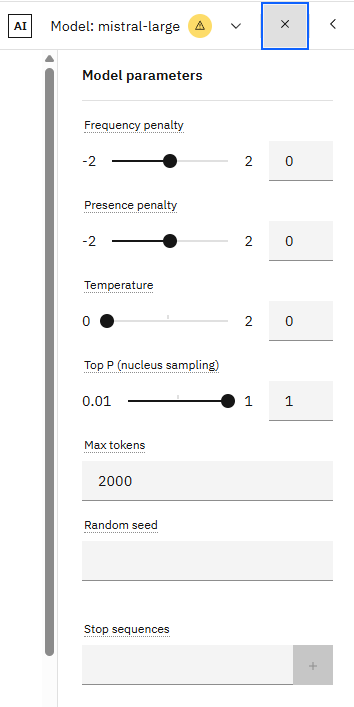 AI Model: mistral-large
Model parameters
Frequency penalty
-2 2 0
Presence penalty
-2 2 0
Temperature
0 2 0
Top P (nucleus sampling)
0.01 1 1
Max tokens
2000
Random seed
Stop sequences
+